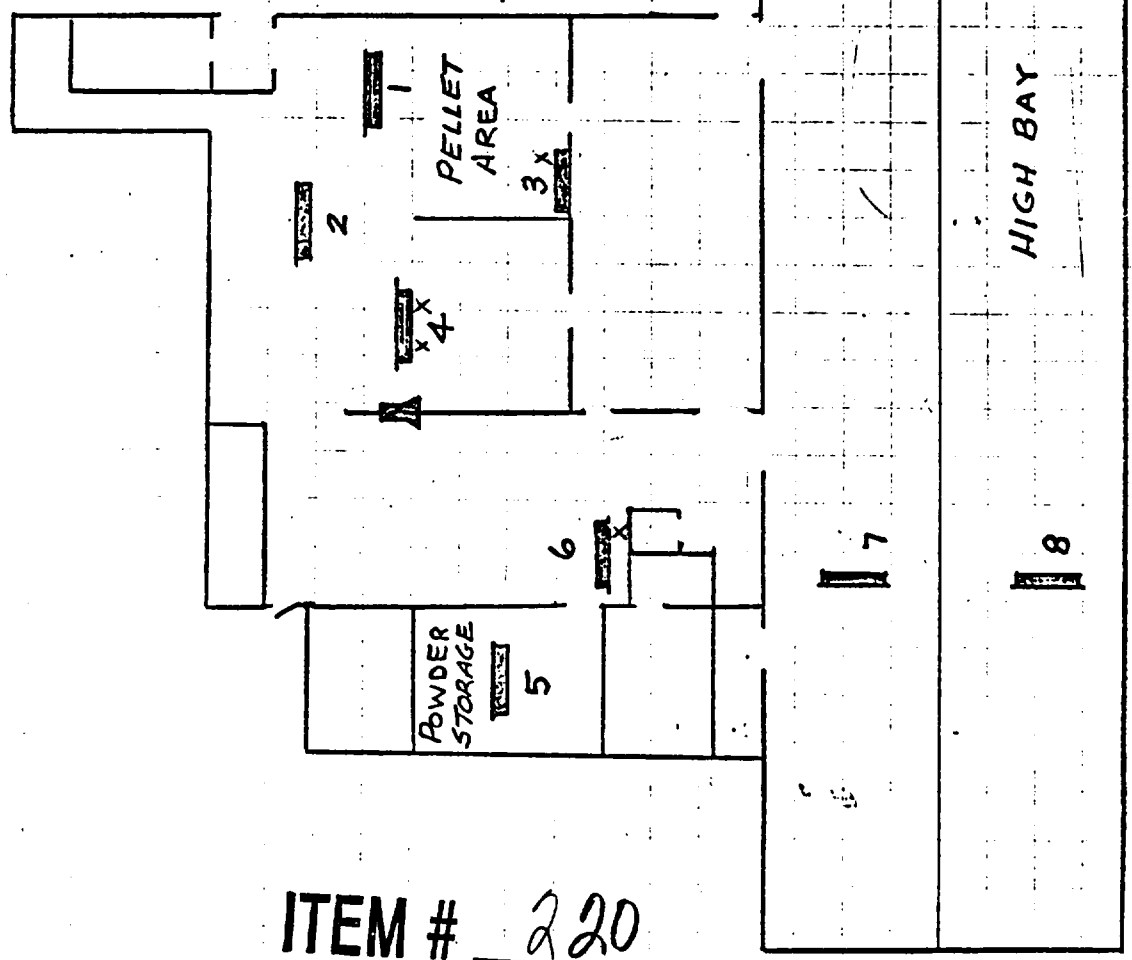 1
PELLET
AREA
2
3 X
X X
4
6
X
7
8
POWDER
STORAGE
5
HIGH BAY
ITEM # 220